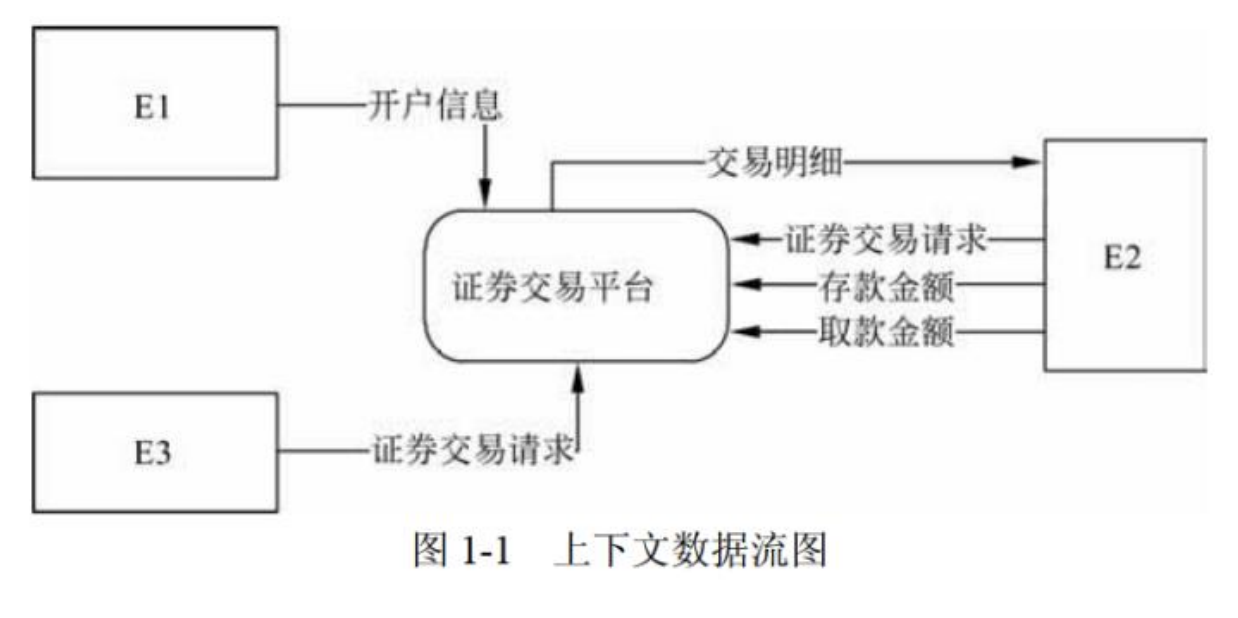 E1
开户信息
交易明细
证券交易请求
E2
证券交易平台
存款金额
取款金额
E3
证券交易请求
图 1-1 上下文数据流图